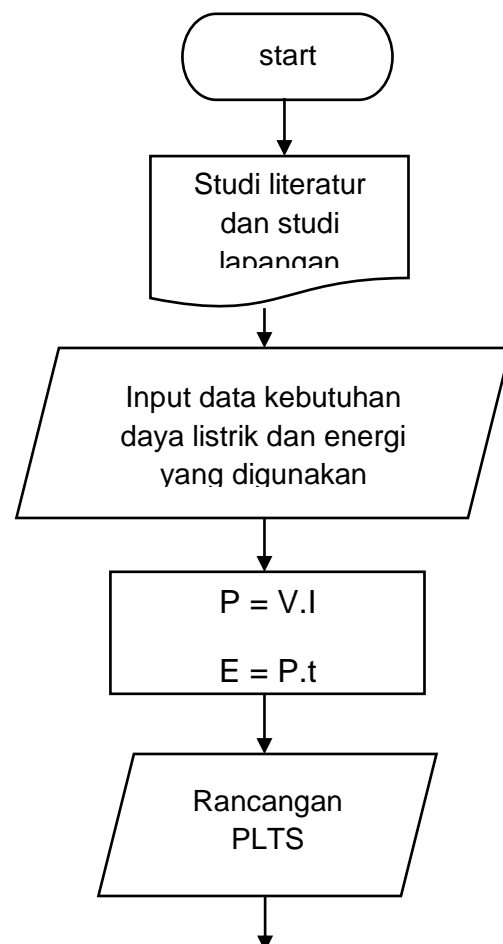 start
Studi literatur
dan studi
lapangan
Input data kebutuhan
daya listrik dan energi
yang digunakan
P = V.I
E = P.t
Rancangan
PLTS